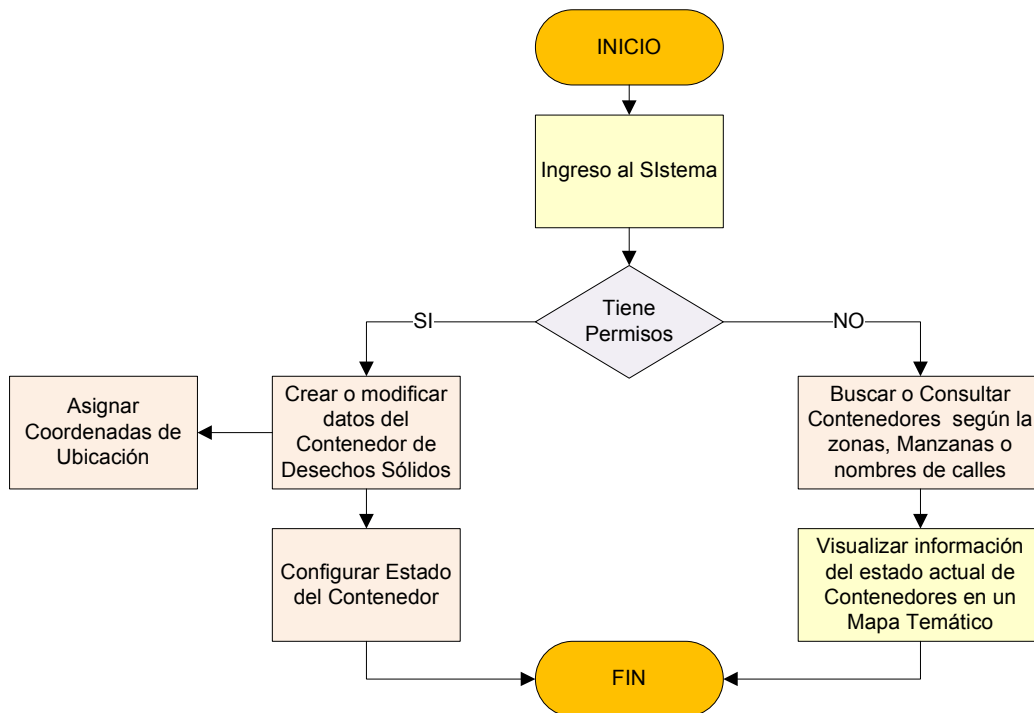 INICIO
Ingreso al SIstema
Tiene
Permisos
SI
NO
Asignar
Coordenadas de
Ubicación
Crear o modificar
datos del
Contenedor de
Desechos Sólidos
Buscar o Consultar
Contenedores según la
zonas, Manzanas o
nombres de calles
Configurar Estado
del Contenedor
Visualizar información
del estado actual de
Contenedores en un
Mapa Temático
FIN